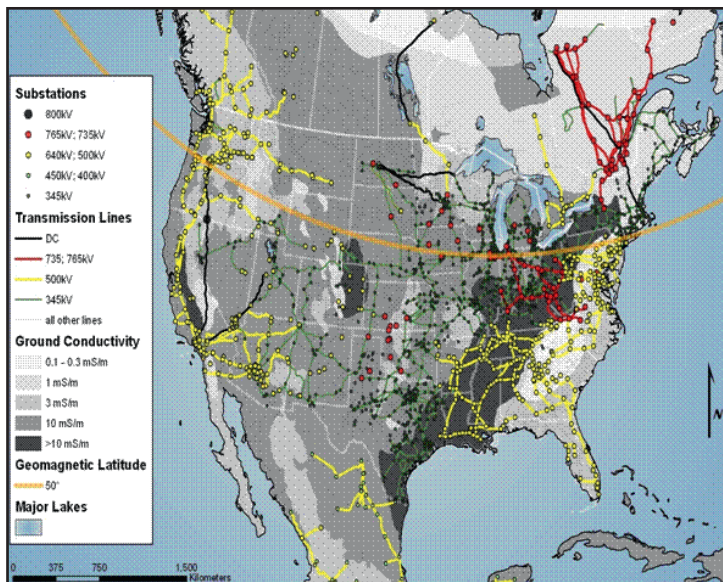 Substations
800kV
765kV; 735kV
640kV; 500kV
450kV; 400kV
345kV
Transmission Lines
DC
735; 765kV
500kV
345kV
all other lines
Ground Conductivity
0.1 - 0.3 mS/m
1 mS/m
3 mS/m
10 mS/m
>10 mS/m
Geomagnetic Latitude
50°
Major Lakes
N
0 375 750 1,500
Kilometers